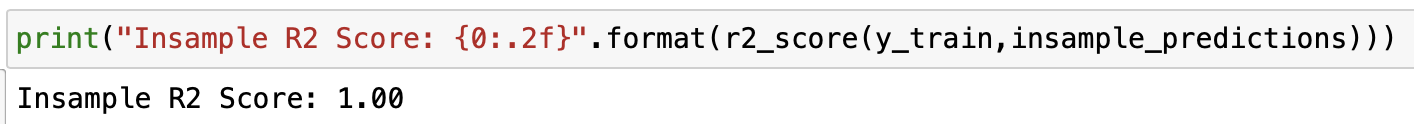 print("Insample R2 Score: {0:.2f}".format(r2_score(y_train,insample_predictions)))
Insample R2 Score: 1.00